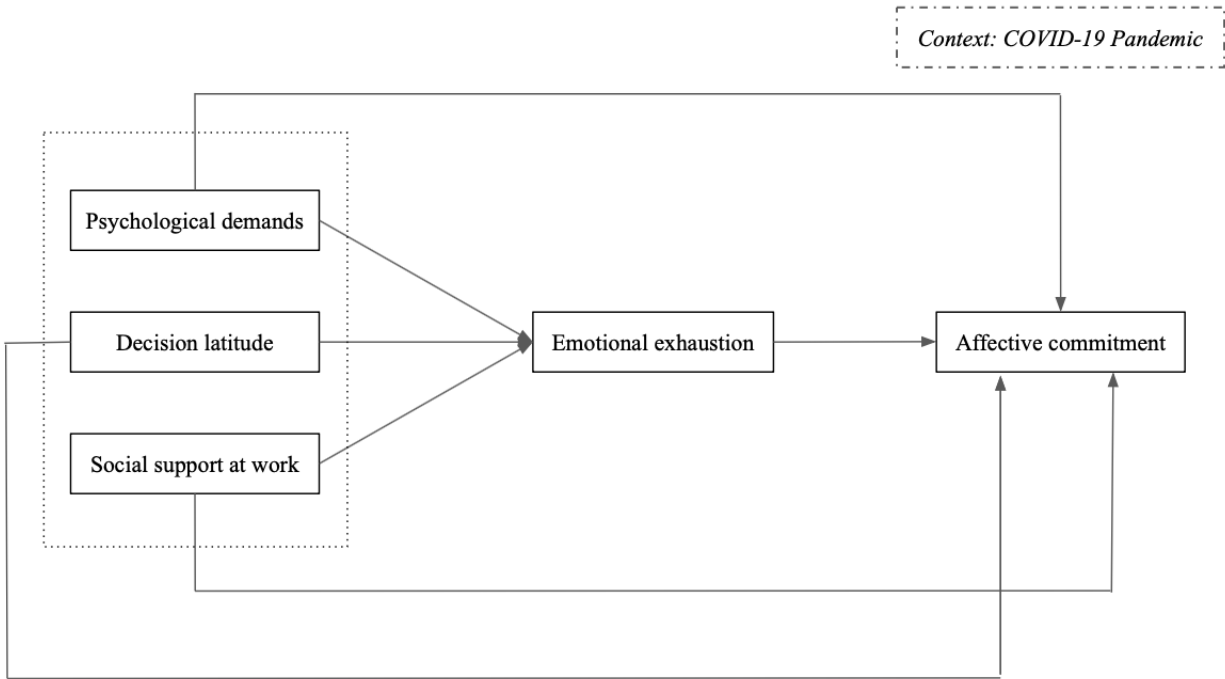 Context: COVID-19 Pandemic
Psychological demands
Decision latitude
Emotional exhaustion
Affective commitment
Social support at work